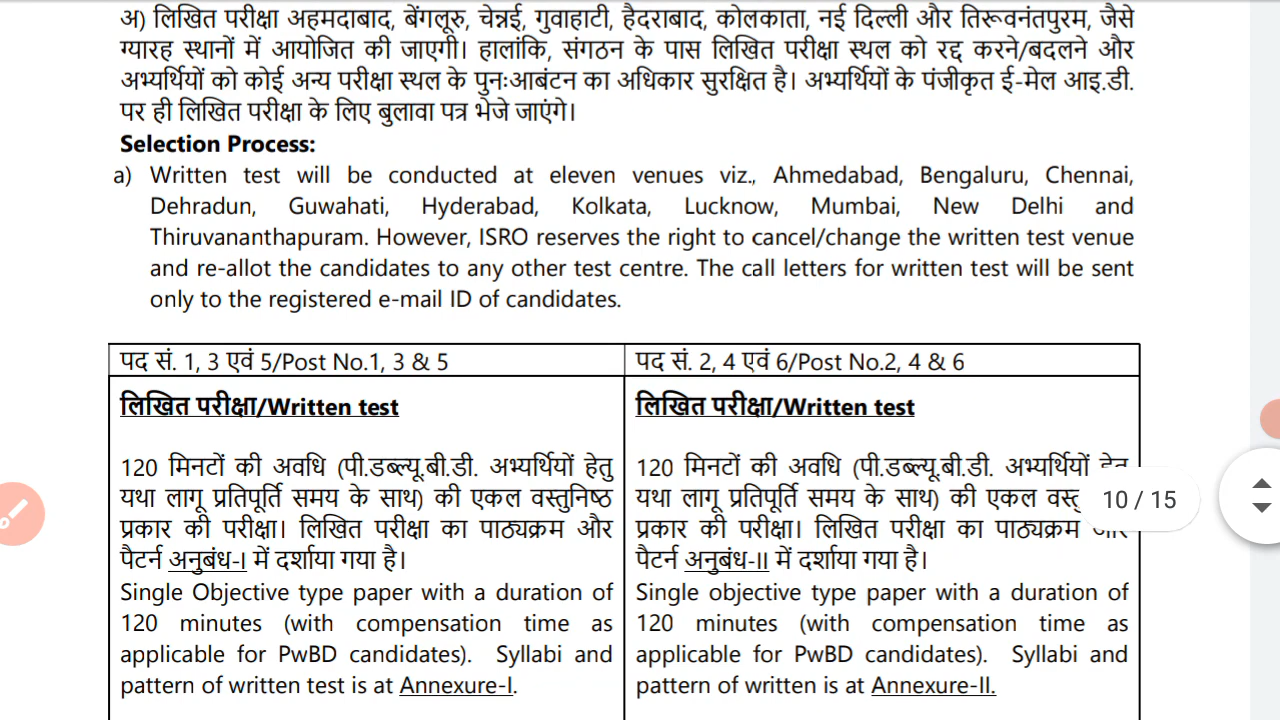 अ) लिखित परीक्षा अहमदाबाद, बेंगलूरु, चेन्नई, गुवाहाटी, हैदराबाद, कोलकाता, नई दिल्ली और तिरूवनंतपुरम, जैसे
ग्यारह स्थानों में आयोजित की जाएगी। हालांकि, संगठन के पास लिखित परीक्षा स्थल को रद्द करने/बदलने और
अभ्यर्थियों को कोई अन्य परीक्षा स्थल के पुनःआबंटन का अधिकार सुरक्षित है। अभ्यर्थियों के पंजीकृत ई-मेल आइ.डी.
पर ही लिखित परीक्षा के लिए बुलावा पत्र भेजे जाएंगे।
Selection Process:
a) Written test will be conducted at eleven venues viz., Ahmedabad, Bengaluru, Chennai,
Dehradun, Guwahati, Hyderabad, Kolkata, Lucknow, Mumbai, New Delhi and
Thiruvananthapuram. However, ISRO reserves the right to cancel/change the written test venue
and re-allot the candidates to any other test centre. The call letters for written test will be sent
only to the registered e-mail ID of candidates.
पद सं. 1, 3 एवं 5/Post No.1, 3 & 5
लिखित परीक्षा/Written test
120 मिनटों की अवधि (पी.डब्ल्यू.बी.डी. अभ्यर्थियों हेतु
यथा लागू प्रतिपूर्ति समय के साथ) की एकल वस्तुनिष्ठ
प्रकार की परीक्षा। लिखित परीक्षा का पाठ्यक्रम और
पैटर्न अनुबंध-I में दर्शाया गया है।
Single Objective type paper with a duration of
120 minutes (with compensation time as
applicable for PwBD candidates). Syllabi and
pattern of written test is at Annexure-I.
पद सं. 2, 4 एवं 6/Post No.2, 4 & 6
लिखित परीक्षा/Written test
120 मिनटों की अवधि (पी.डब्ल्यू.बी.डी. अभ्यर्थियों
यथा लागू प्रतिपूर्ति समय के साथ) की एकल
प्रकार की परीक्षा। लिखित परीक्षा का पाठ्यक्रम
पैटर्न अनुबंध-II में दर्शाया गया है।
Single objective type paper with a duration of
120 minutes (with compensation time as
applicable for PwBD candidates). Syllabi and
pattern of written is at Annexure-II.
10 / 15